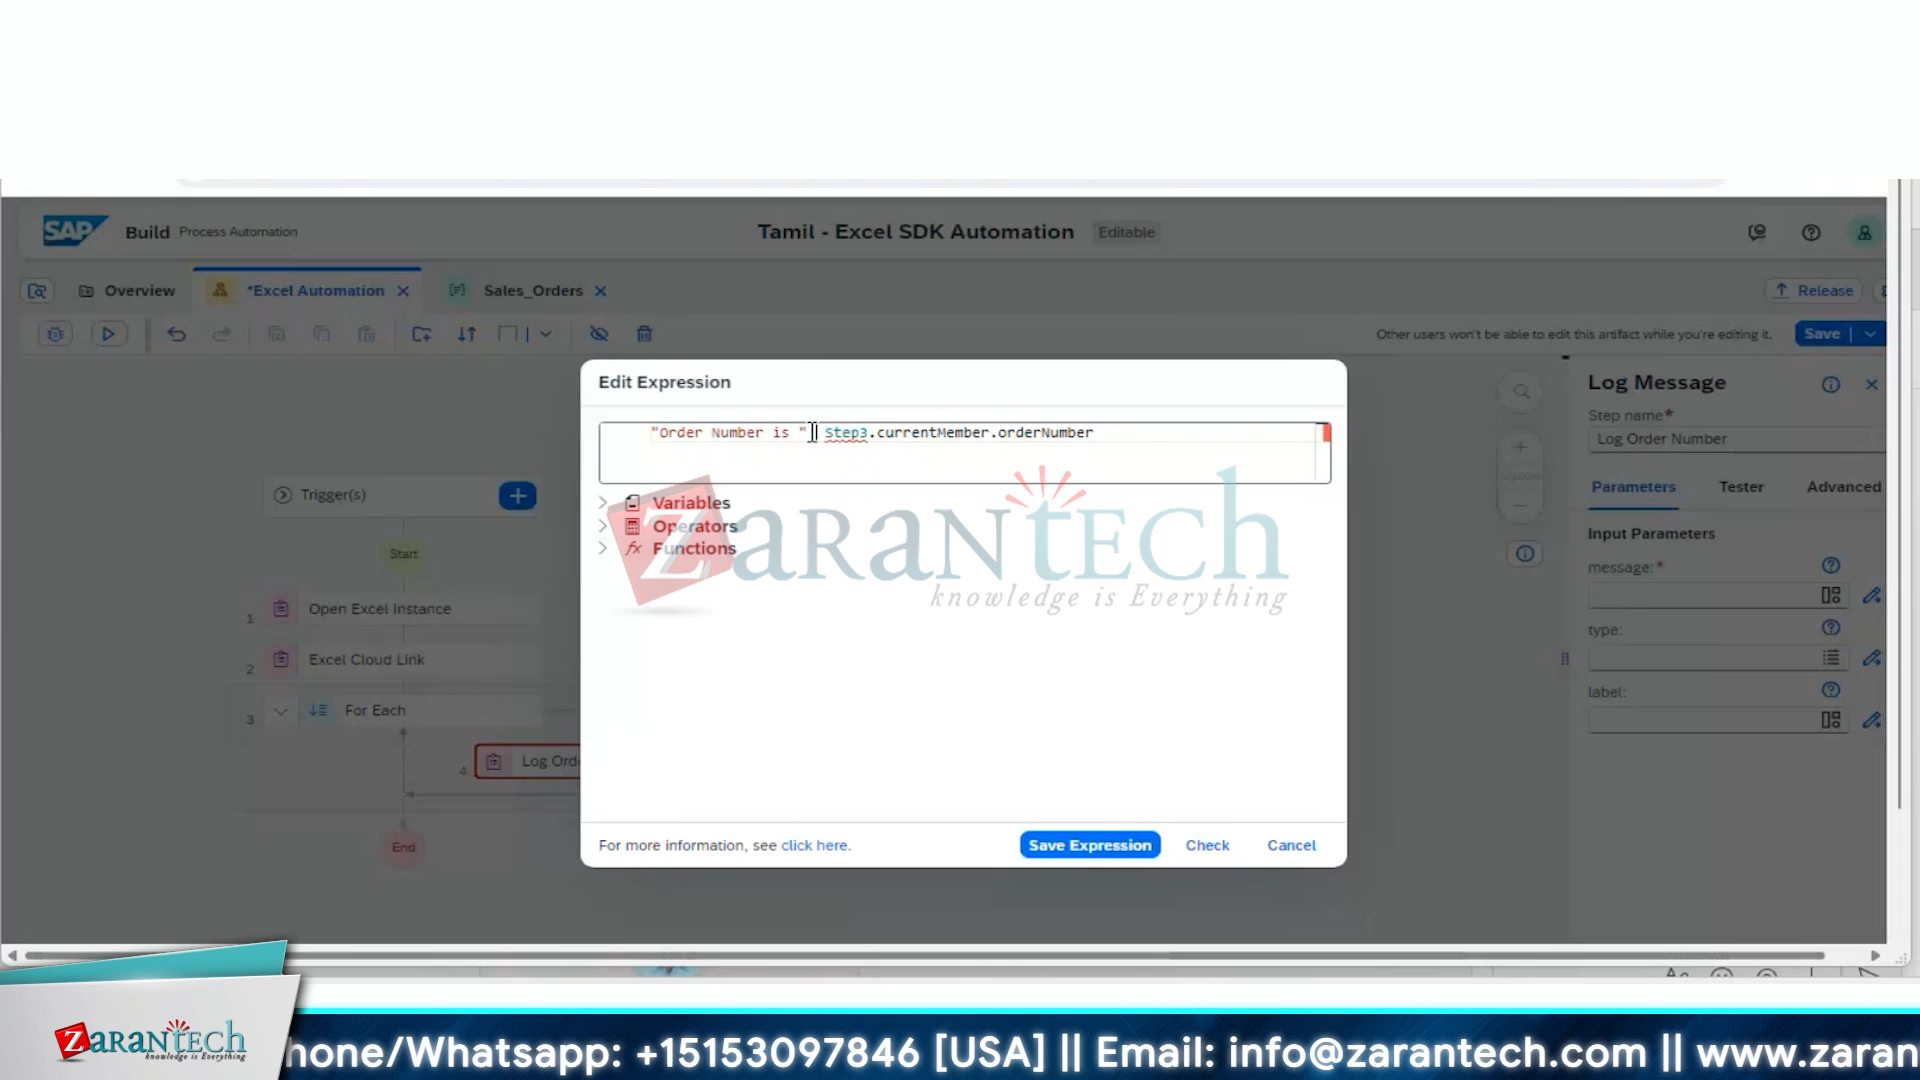 SAP Build Process Automation
Tamil - Excel SDK Automation Editable
Overview
*Excel Automation
Sales_Orders
Release
Other users won't be able to edit this artifact while you're editing it.
Save
Edit Expression
"Order Number is " Step3.currentMember.orderNumber
Variables
Operators
Functions
ZaranTech
knowledge is Everything
For more information, see click here.
Save Expression
Check
Cancel
Trigger(s)
Start
1 Open Excel Instance
2 Excel Cloud Link
3 For Each
4 Log Ord
End
Log Message
Step name*
Log Order Number
Parameters Tester Advanced
Input Parameters
message:*
type:
label:
ZaranTech
knowledge is Everything
hone/Whatsapp: +15153097846 [USA] || Email: info@zarantech.com || www.zaran